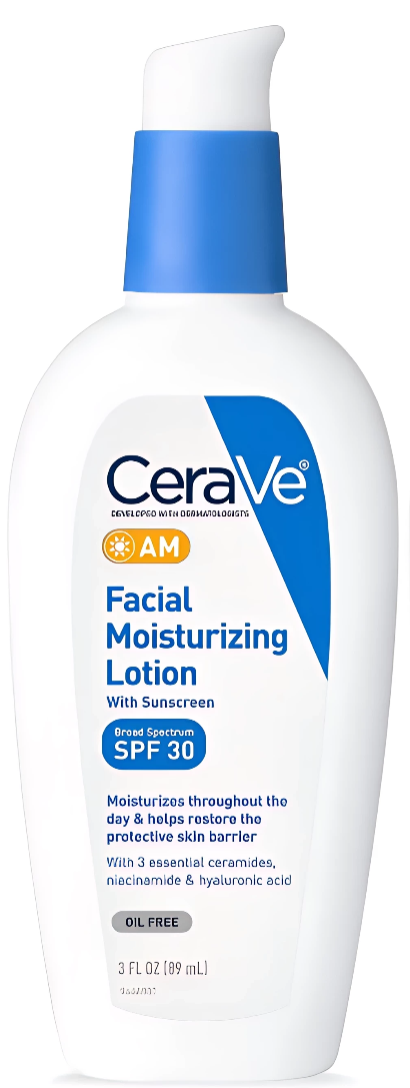 CeraVe®
DEVELOPED WITH DERMATOLOGISTS
AM
Facial
Moisturizing
Lotion
With Sunscreen
Broad Spectrum
SPF 30
Moisturizes throughout the
day & helps restore the
protective skin barrier
With 3 essential ceramides,
niacinamide & hyaluronic acid
OIL FREE
3 FL OZ (89 mL)